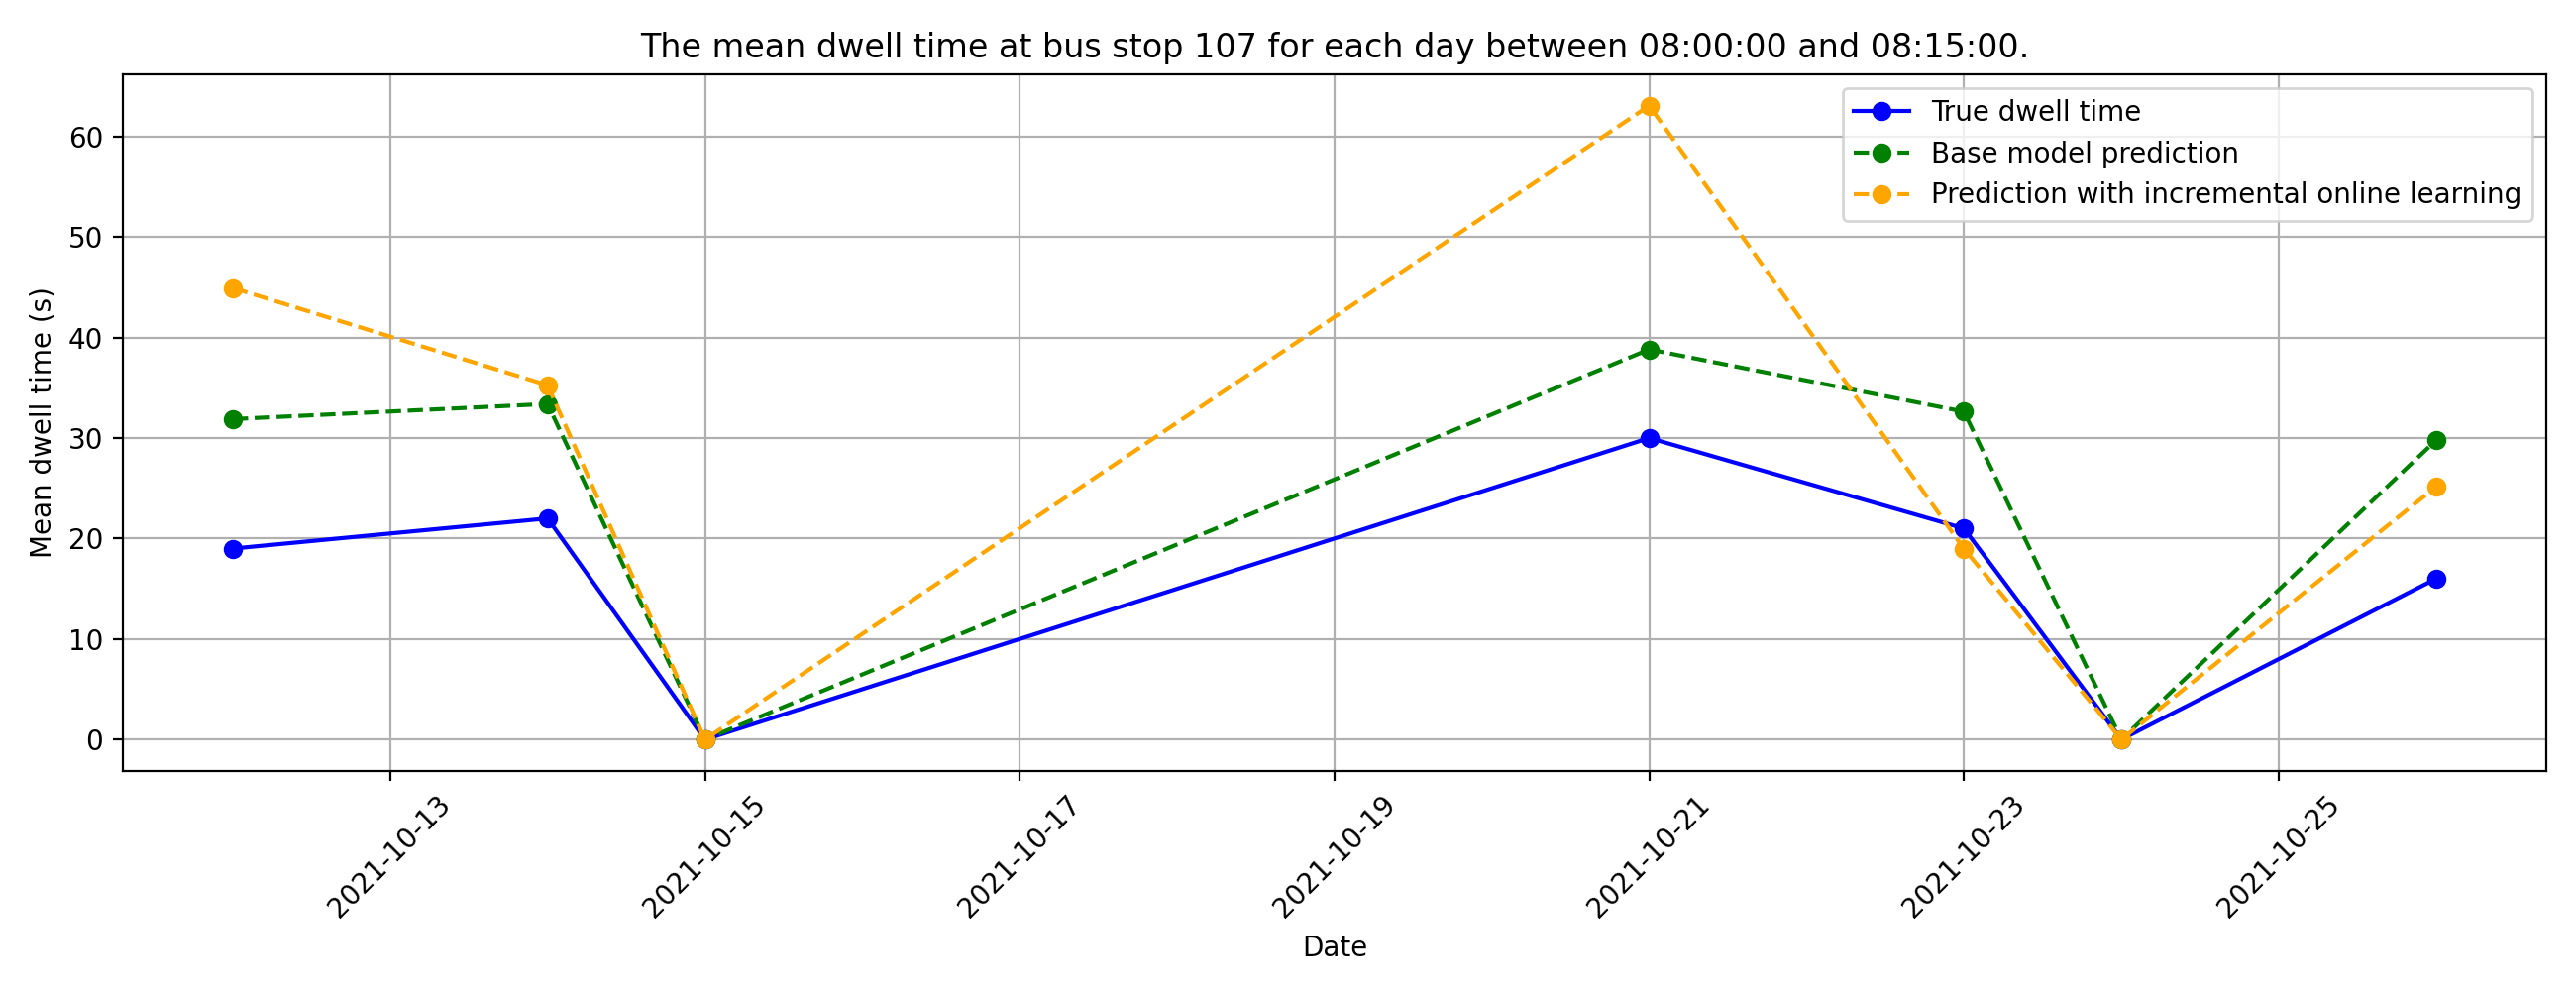 The mean dwell time at bus stop 107 for each day between 08:00:00 and 08:15:00.
True dwell time
Base model prediction
Prediction with incremental online learning
Mean dwell time (s)
60
50
40
30
20
10
0
2021-10-13
2021-10-15
2021-10-17
2021-10-19
2021-10-21
2021-10-23
2021-10-25
Date